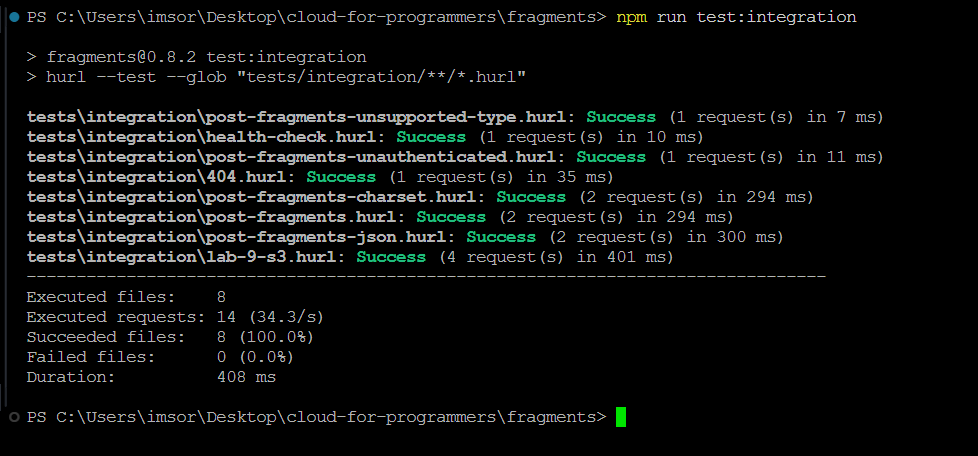 PS C:\Users\imsor\Desktop\cloud-for-programmers\fragments> npm run test:integration
> fragments@0.8.2 test:integration
> hurl --test --glob "tests/integration/**/*.hurl"
tests\integration\post-fragments-unsupported-type.hurl: Success (1 request(s) in 7 ms)
tests\integration\health-check.hurl: Success (1 request(s) in 10 ms)
tests\integration\post-fragments-unauthenticated.hurl: Success (1 request(s) in 11 ms)
tests\integration\404.hurl: Success (1 request(s) in 35 ms)
tests\integration\post-fragments-charset.hurl: Success (2 request(s) in 294 ms)
tests\integration\post-fragments.hurl: Success (2 request(s) in 294 ms)
tests\integration\post-fragments-json.hurl: Success (2 request(s) in 300 ms)
tests\integration\lab-9-s3.hurl: Success (4 request(s) in 401 ms)
--------------------------------------------------------------------------------
Executed files:    8
Executed requests: 14 (34.3/s)
Succeeded files:   8 (100.0%)
Failed files:      0 (0.0%)
Duration:          408 ms
PS C:\Users\imsor\Desktop\cloud-for-programmers\fragments>